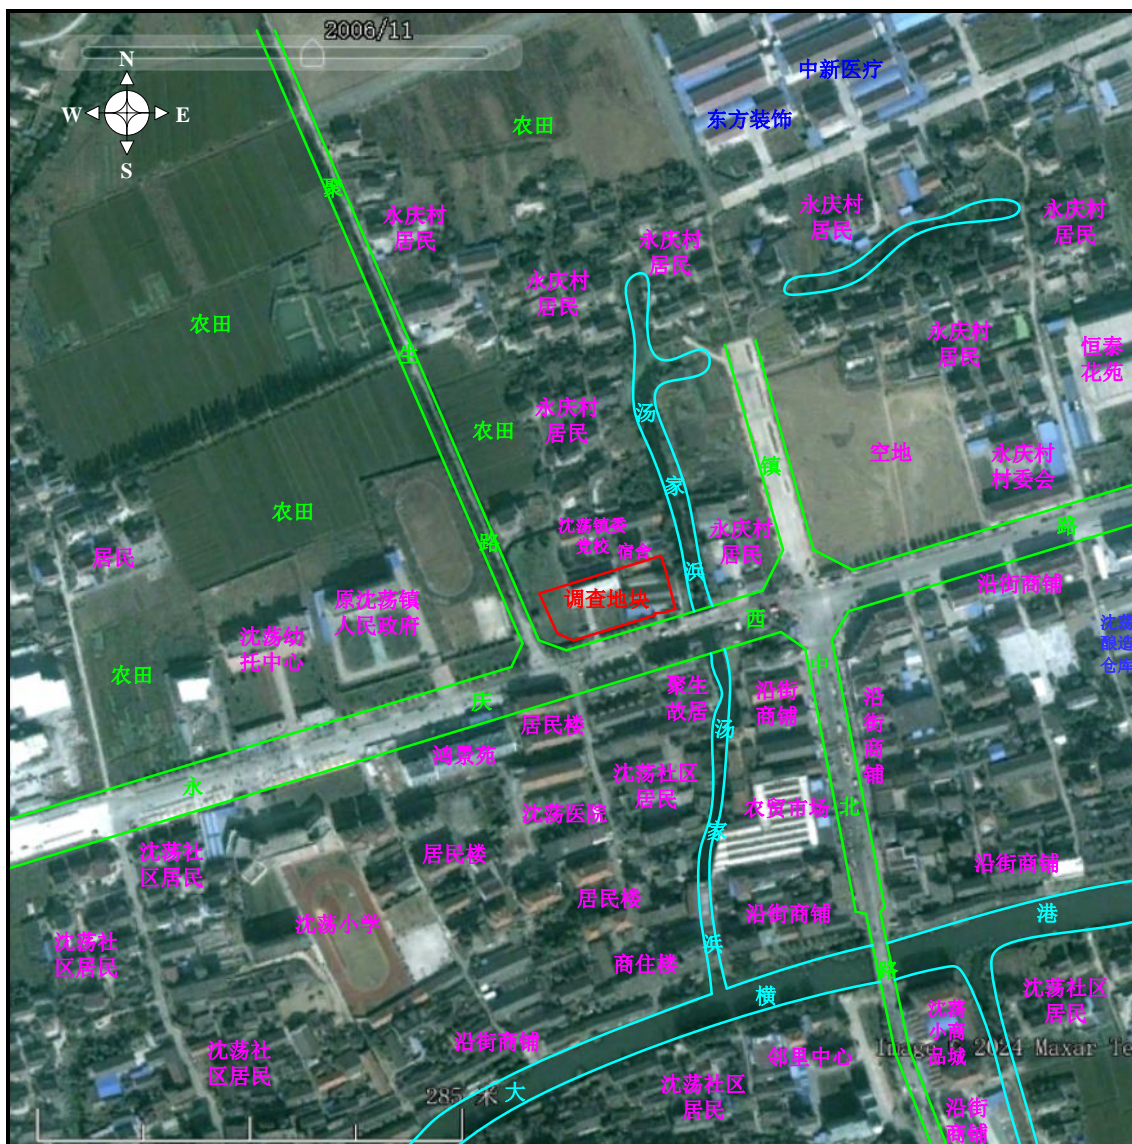 2006/11
N
W
E
S
中新医疗
东方装饰
农田
聚
永庆村
居民
永庆村
居民
永庆村
居民
永庆村
居民
永庆村
居民
农田
生
永庆村
居民
恒泰
花苑
汤
永庆村
居民
农田
空地
永庆村
村委会
镇
家
农田
路
沈荡镇委
党校 宿舍
永庆村
居民
路
居民
浜
沿街商铺
原沈荡镇
人民政府
调查地块
西
沈荡幼
托中心
沈荡
酿造
仓库
中
农田
庆
聚生
故居
沿街
商铺
沿街商铺
居民楼
汤
鸿景苑
沈荡社区
居民
永
沈荡医院
农贸市场
北
家
沈荡社
区居民
居民楼
沿街商铺
居民楼
沿街商铺
港
沈荡小学
沈荡社
区居民
浜
商住楼
路
横
沈荡社区
居民
沈荡
小商
品城
沿街商铺
邻里中心
Image © 2024 Maxar Te
沈荡社
区居民
沈荡社区
居民
285 米
大
沿街
商铺